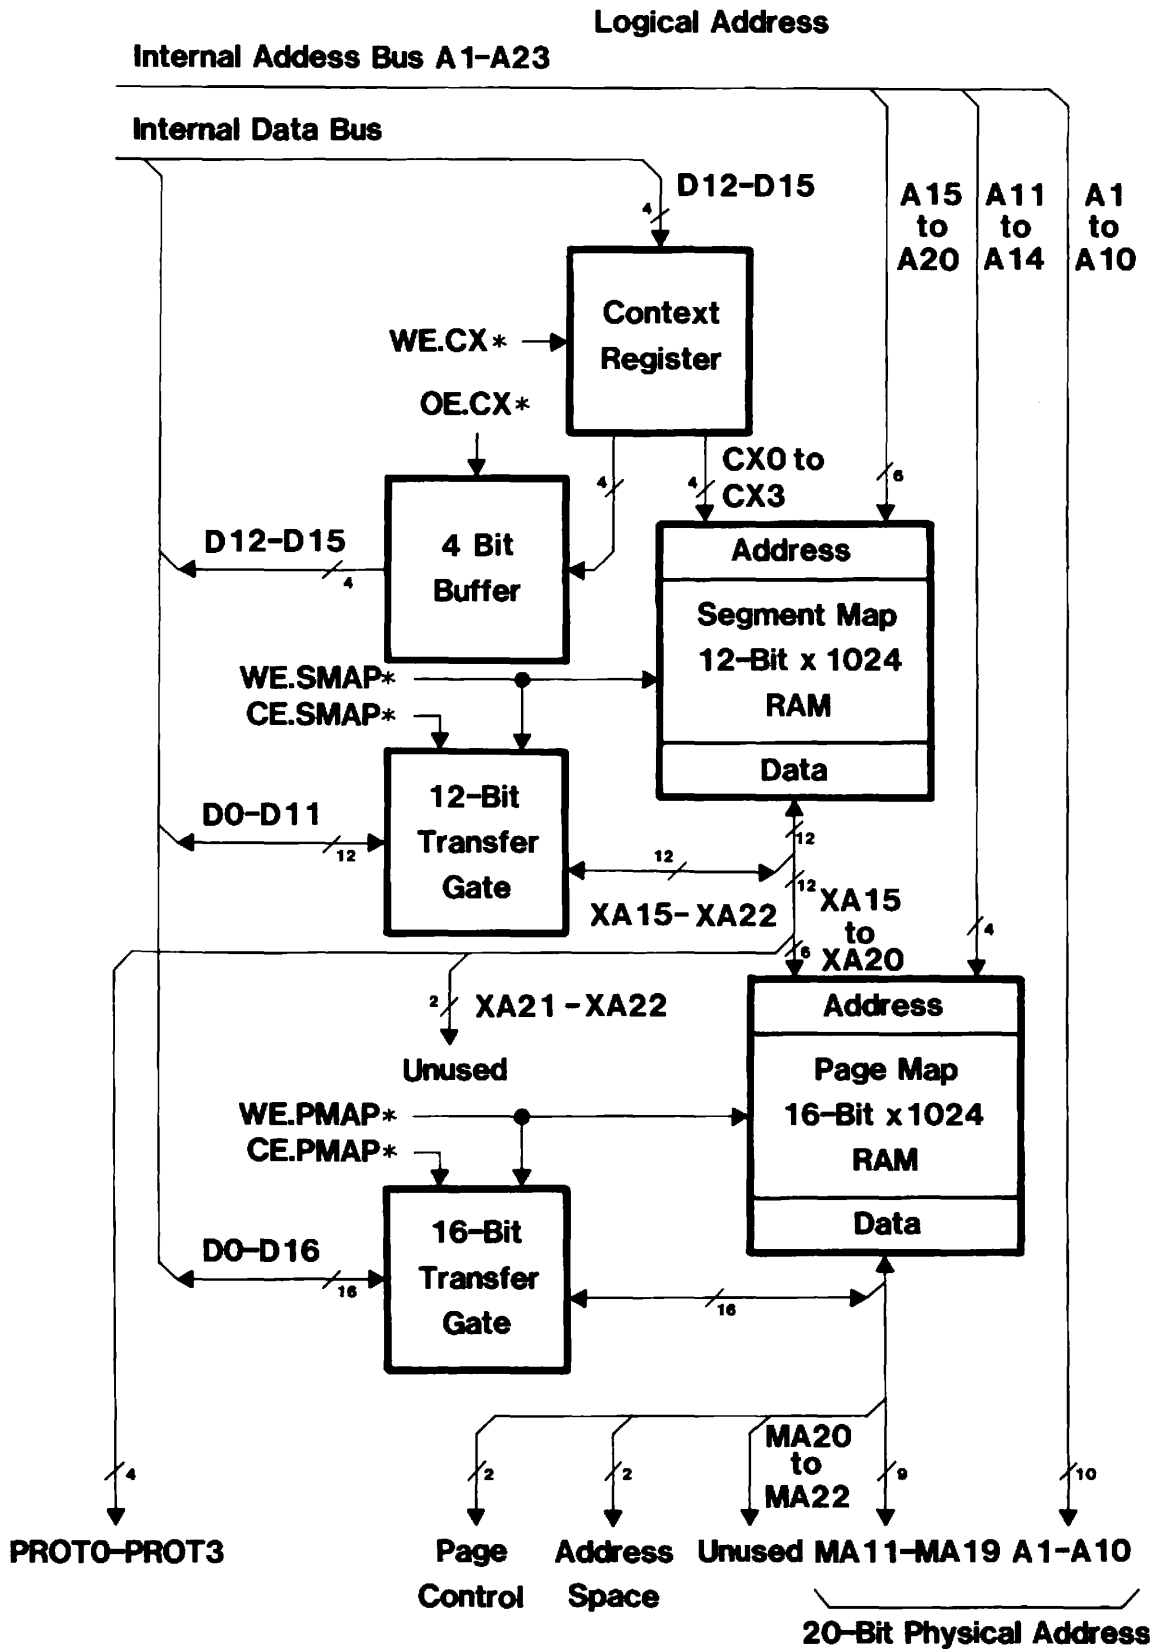 Logical Address
Internal Addess Bus A1-A23
Internal Data Bus
D12-D15
4
A15
to
A20
A11
to
A14
A1
to
A10
Context
Register
WE.CX*
OE.CX*
4
4
CX0 to
CX3
6
D12-D15
4
4 Bit
Buffer
Address
Segment Map
12-Bit x 1024
RAM
Data
WE.SMAP*
CE.SMAP*
D0-D11
12
12-Bit
Transfer
Gate
12
12
12
XA15-XA22
XA15
to
XA20
6
4
2
XA21-XA22
Unused
Address
Page Map
16-Bit x1024
RAM
Data
WE.PMAP*
CE.PMAP*
D0-D16
16
16-Bit
Transfer
Gate
16
MA20
to
MA22
4
2
2
9
10
PROT0-PROT3
Page
Control
Address
Space
Unused
MA11-MA19
A1-A10
20-Bit Physical Address